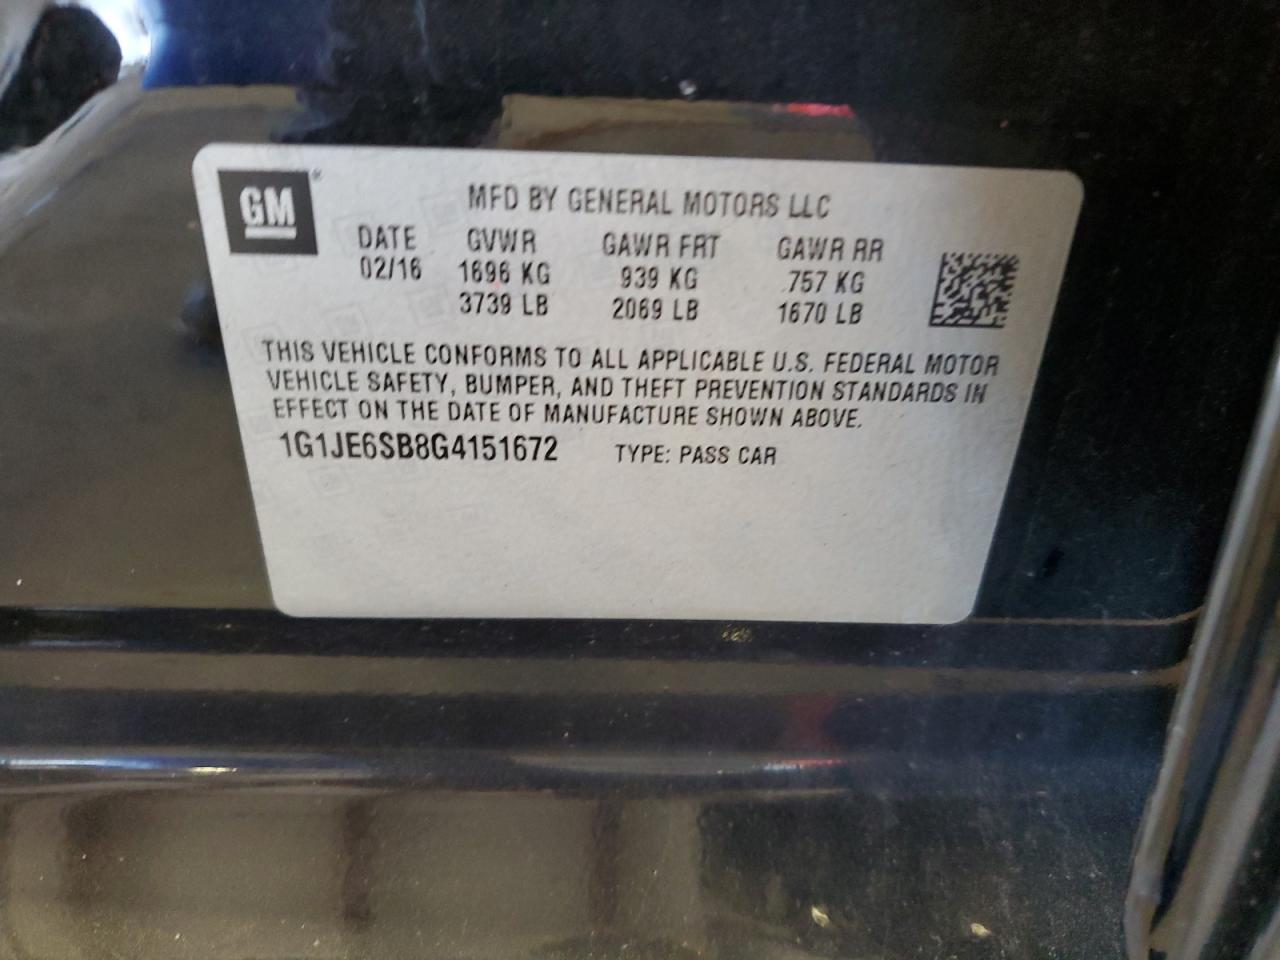 GM®
MFD BY GENERAL MOTORS LLC
DATE GVWR GAWR FRT GAWR RR
02/16 1696 KG 939 KG 757 KG
3739 LB 2069 LB 1670 LB
THIS VEHICLE CONFORMS TO ALL APPLICABLE U.S. FEDERAL MOTOR
VEHICLE SAFETY, BUMPER, AND THEFT PREVENTION STANDARDS IN
EFFECT ON THE DATE OF MANUFACTURE SHOWN ABOVE.
1G1JE6SB8G4151672 TYPE: PASS CAR